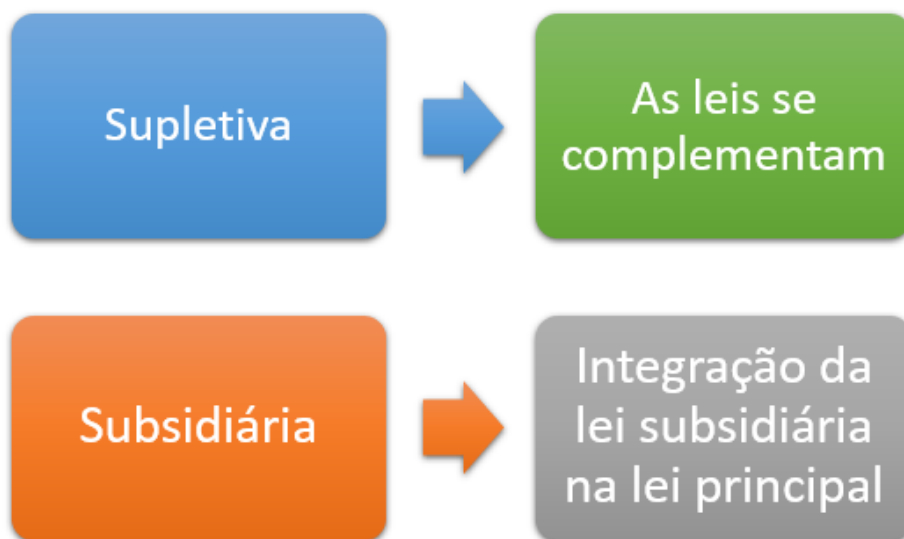 Supletiva
As leis se
complementam
Subsidiária
Integração da
lei subsidiária
na lei principal